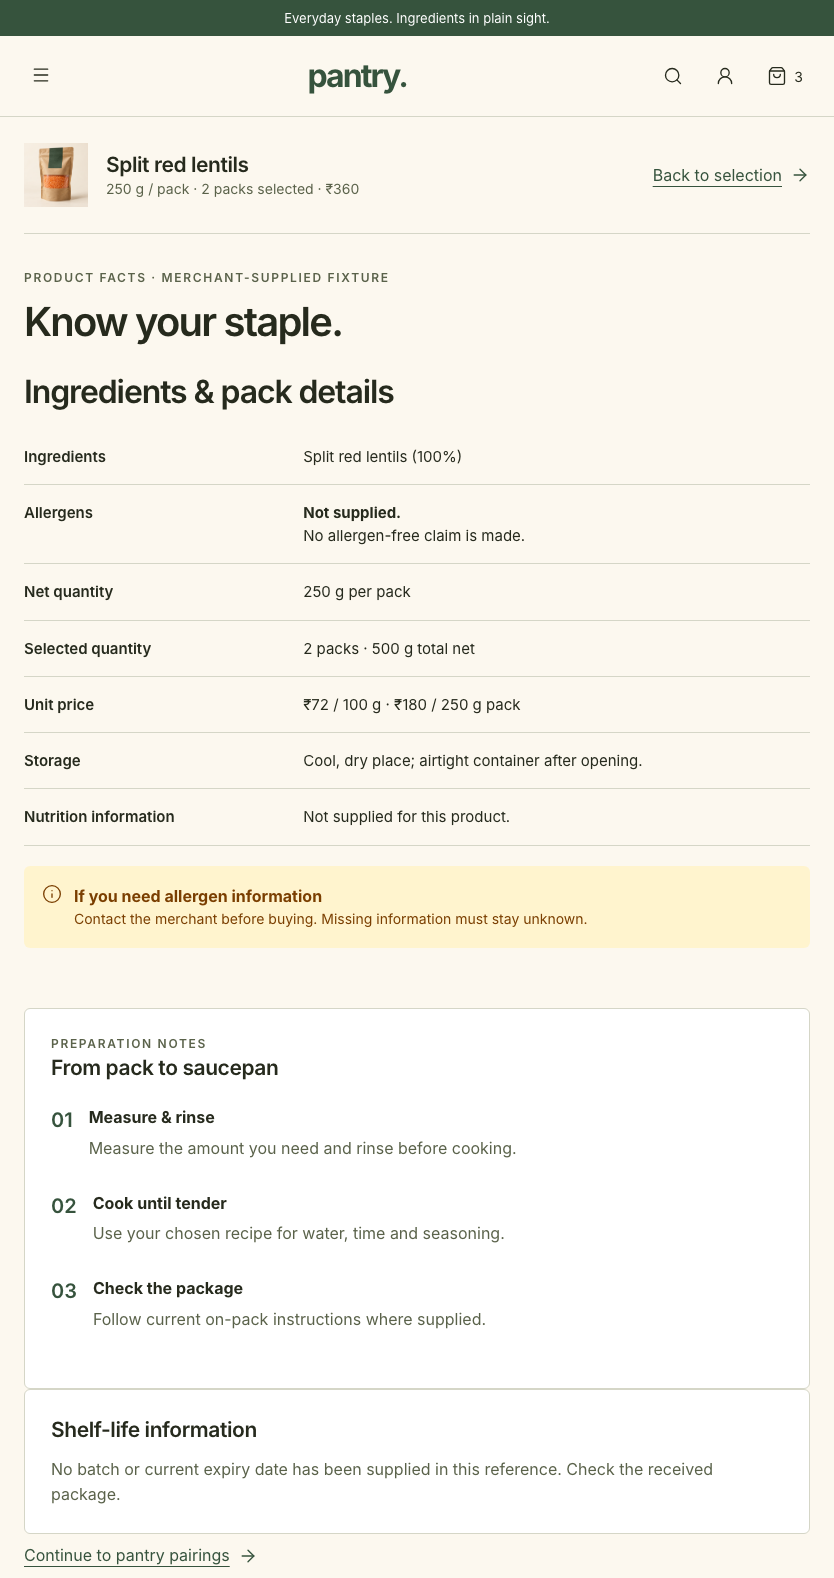 Everyday staples. Ingredients in plain sight.
pantry.
3
Split red lentils
250 g / pack · 2 packs selected · ₹360
Back to selection
PRODUCT FACTS · MERCHANT-SUPPLIED FIXTURE
Know your staple.
Ingredients & pack details
Ingredients
Split red lentils (100%)
Allergens
Not supplied.
No allergen-free claim is made.
Net quantity
250 g per pack
Selected quantity
2 packs · 500 g total net
Unit price
₹72 / 100 g · ₹180 / 250 g pack
Storage
Cool, dry place; airtight container after opening.
Nutrition information
Not supplied for this product.
If you need allergen information
Contact the merchant before buying. Missing information must stay unknown.
PREPARATION NOTES
From pack to saucepan
01 Measure & rinse
Measure the amount you need and rinse before cooking.
02 Cook until tender
Use your chosen recipe for water, time and seasoning.
03 Check the package
Follow current on-pack instructions where supplied.
Shelf-life information
No batch or current expiry date has been supplied in this reference. Check the received
package.
Continue to pantry pairings